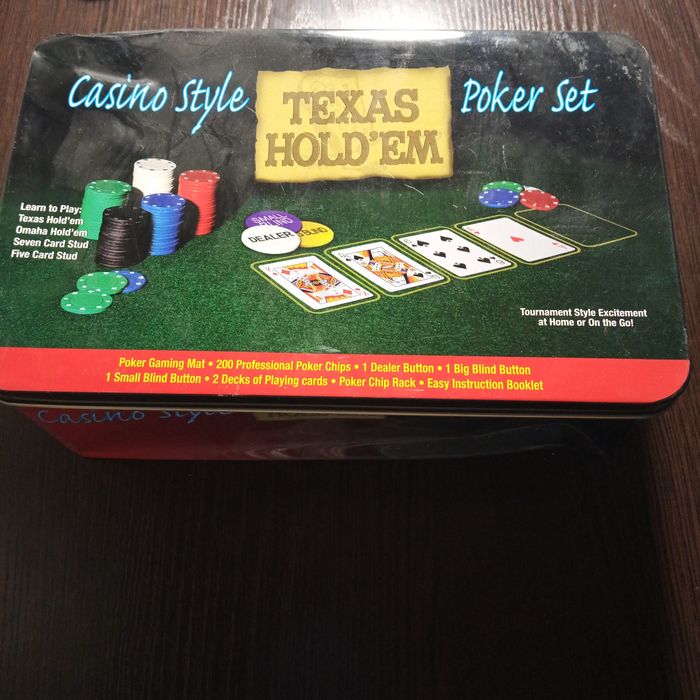 Casino Style
TEXAS
HOLD'EM
Poker Set
Learn to Play:
Texas Hold'em
Omaha Hold'em
Seven Card Stud
Five Card Stud
SMALL
BLIND
DEALER
BLIND
Tournament Style Excitement
at Home or On the Go!
Poker Gaming Mat • 200 Professional Poker Chips • 1 Dealer Button • 1 Big Blind Button
1 Small Blind Button • 2 Decks of Playing cards • Poker Chip Rack • Easy Instruction Booklet
Casino Style